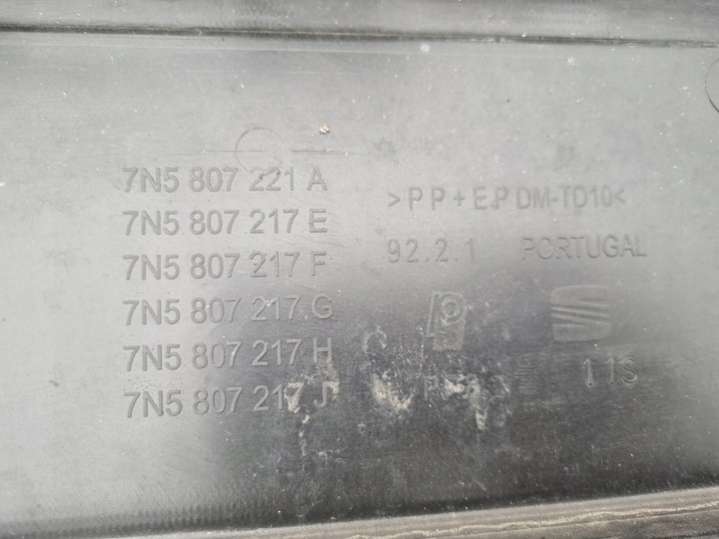 7N5 807 221 A
7N5 807 217 E
7N5 807 217 F
7N5 807 217 G
7N5 807 217 H
7N5 807 217 J
>PP+E.PDM-TD10<
92.2.1 PORTUGAL
11S